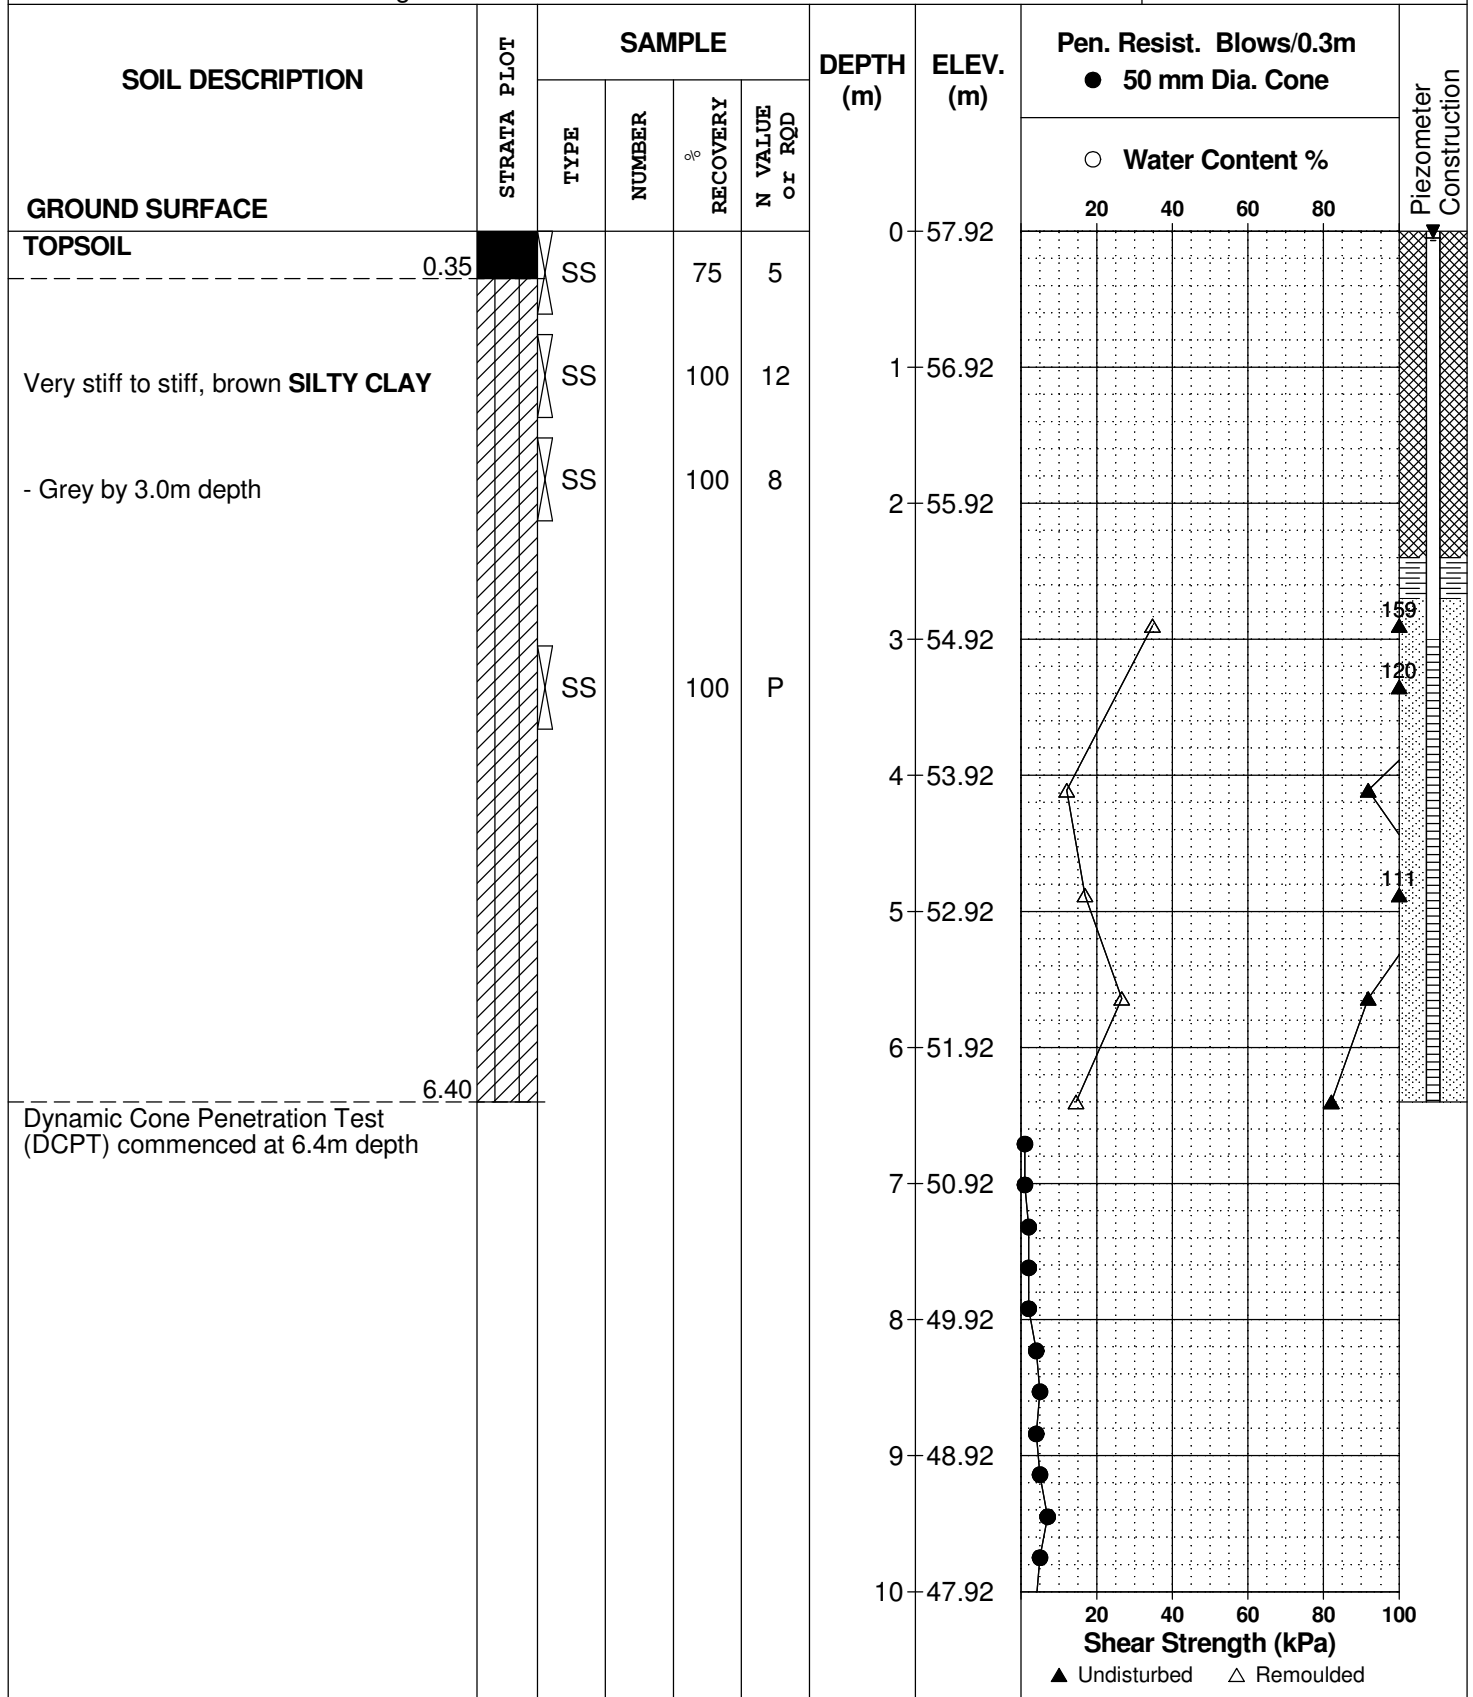 SOIL DESCRIPTION
GROUND SURFACE
STRATA PLOT
SAMPLE
TYPE
NUMBER
% RECOVERY
N VALUE or RQD
DEPTH
(m)
ELEV.
(m)
Pen. Resist. Blows/0.3m
● 50 mm Dia. Cone
○ Water Content %
20 40 60 80
Piezometer
Construction
TOPSOIL
0.35
SS 75 5
0 57.92
Very stiff to stiff, brown SILTY CLAY
SS 100 12
1 56.92
- Grey by 3.0m depth
SS 100 8
2 55.92
159
3 54.92
120
SS 100 P
4 53.92
111
5 52.92
6 51.92
6.40
Dynamic Cone Penetration Test
(DCPT) commenced at 6.4m depth
7 50.92
8 49.92
9 48.92
10 47.92
20 40 60 80 100
Shear Strength (kPa)
▲ Undisturbed △ Remoulded